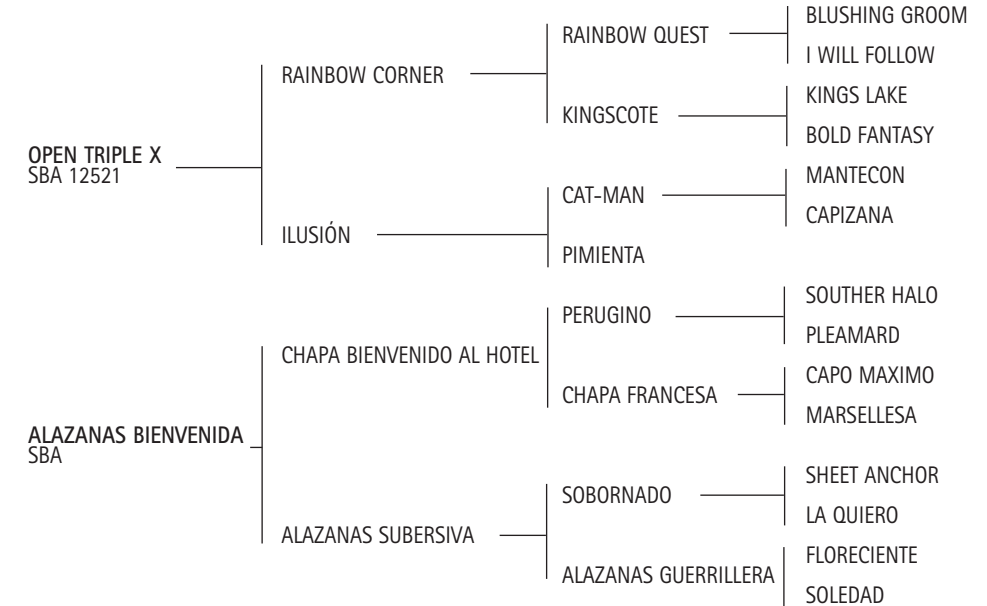 BLUSHING GROOM
RAINBOW QUEST
I WILL FOLLOW
RAINBOW CORNER
KINGS LAKE
KINGSCOTE
BOLD FANTASY
OPEN TRIPLE X
SBA 12521
MANTECON
CAT-MAN
CAPIZANA
ILUSIÓN
PIMIENTA
SOUTHER HALO
PERUGINO
PLEAMARD
CHAPA BIENVENIDO AL HOTEL
CAPO MAXIMO
CHAPA FRANCESA
MARSELLESA
ALAZANAS BIENVENIDA
SBA
SHEET ANCHOR
SOBORNADO
LA QUIERO
ALAZANAS SUBERSIVA
FLORECIENTE
ALAZANAS GUERRILLERA
SOLEDAD